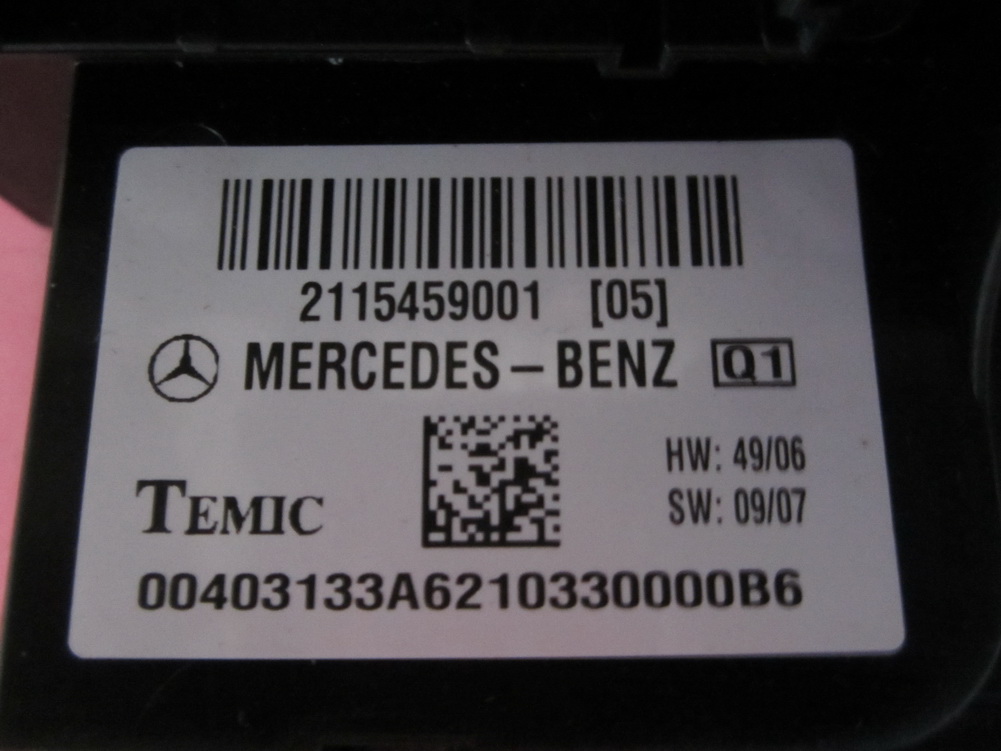 2115459001 [05]
MERCEDES-BENZ Q1
HW: 49/06
SW: 09/07
TEMIC
00403133A6210330000B6